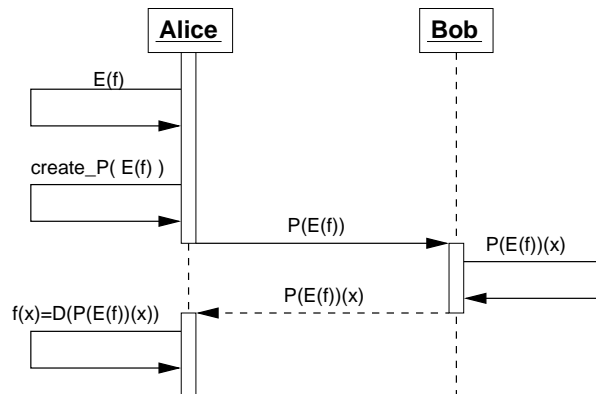 Alice
Bob
E(f)
create_P( E(f) )
P(E(f))
P(E(f))(x)
P(E(f))(x)
f(x)=D(P(E(f))(x))